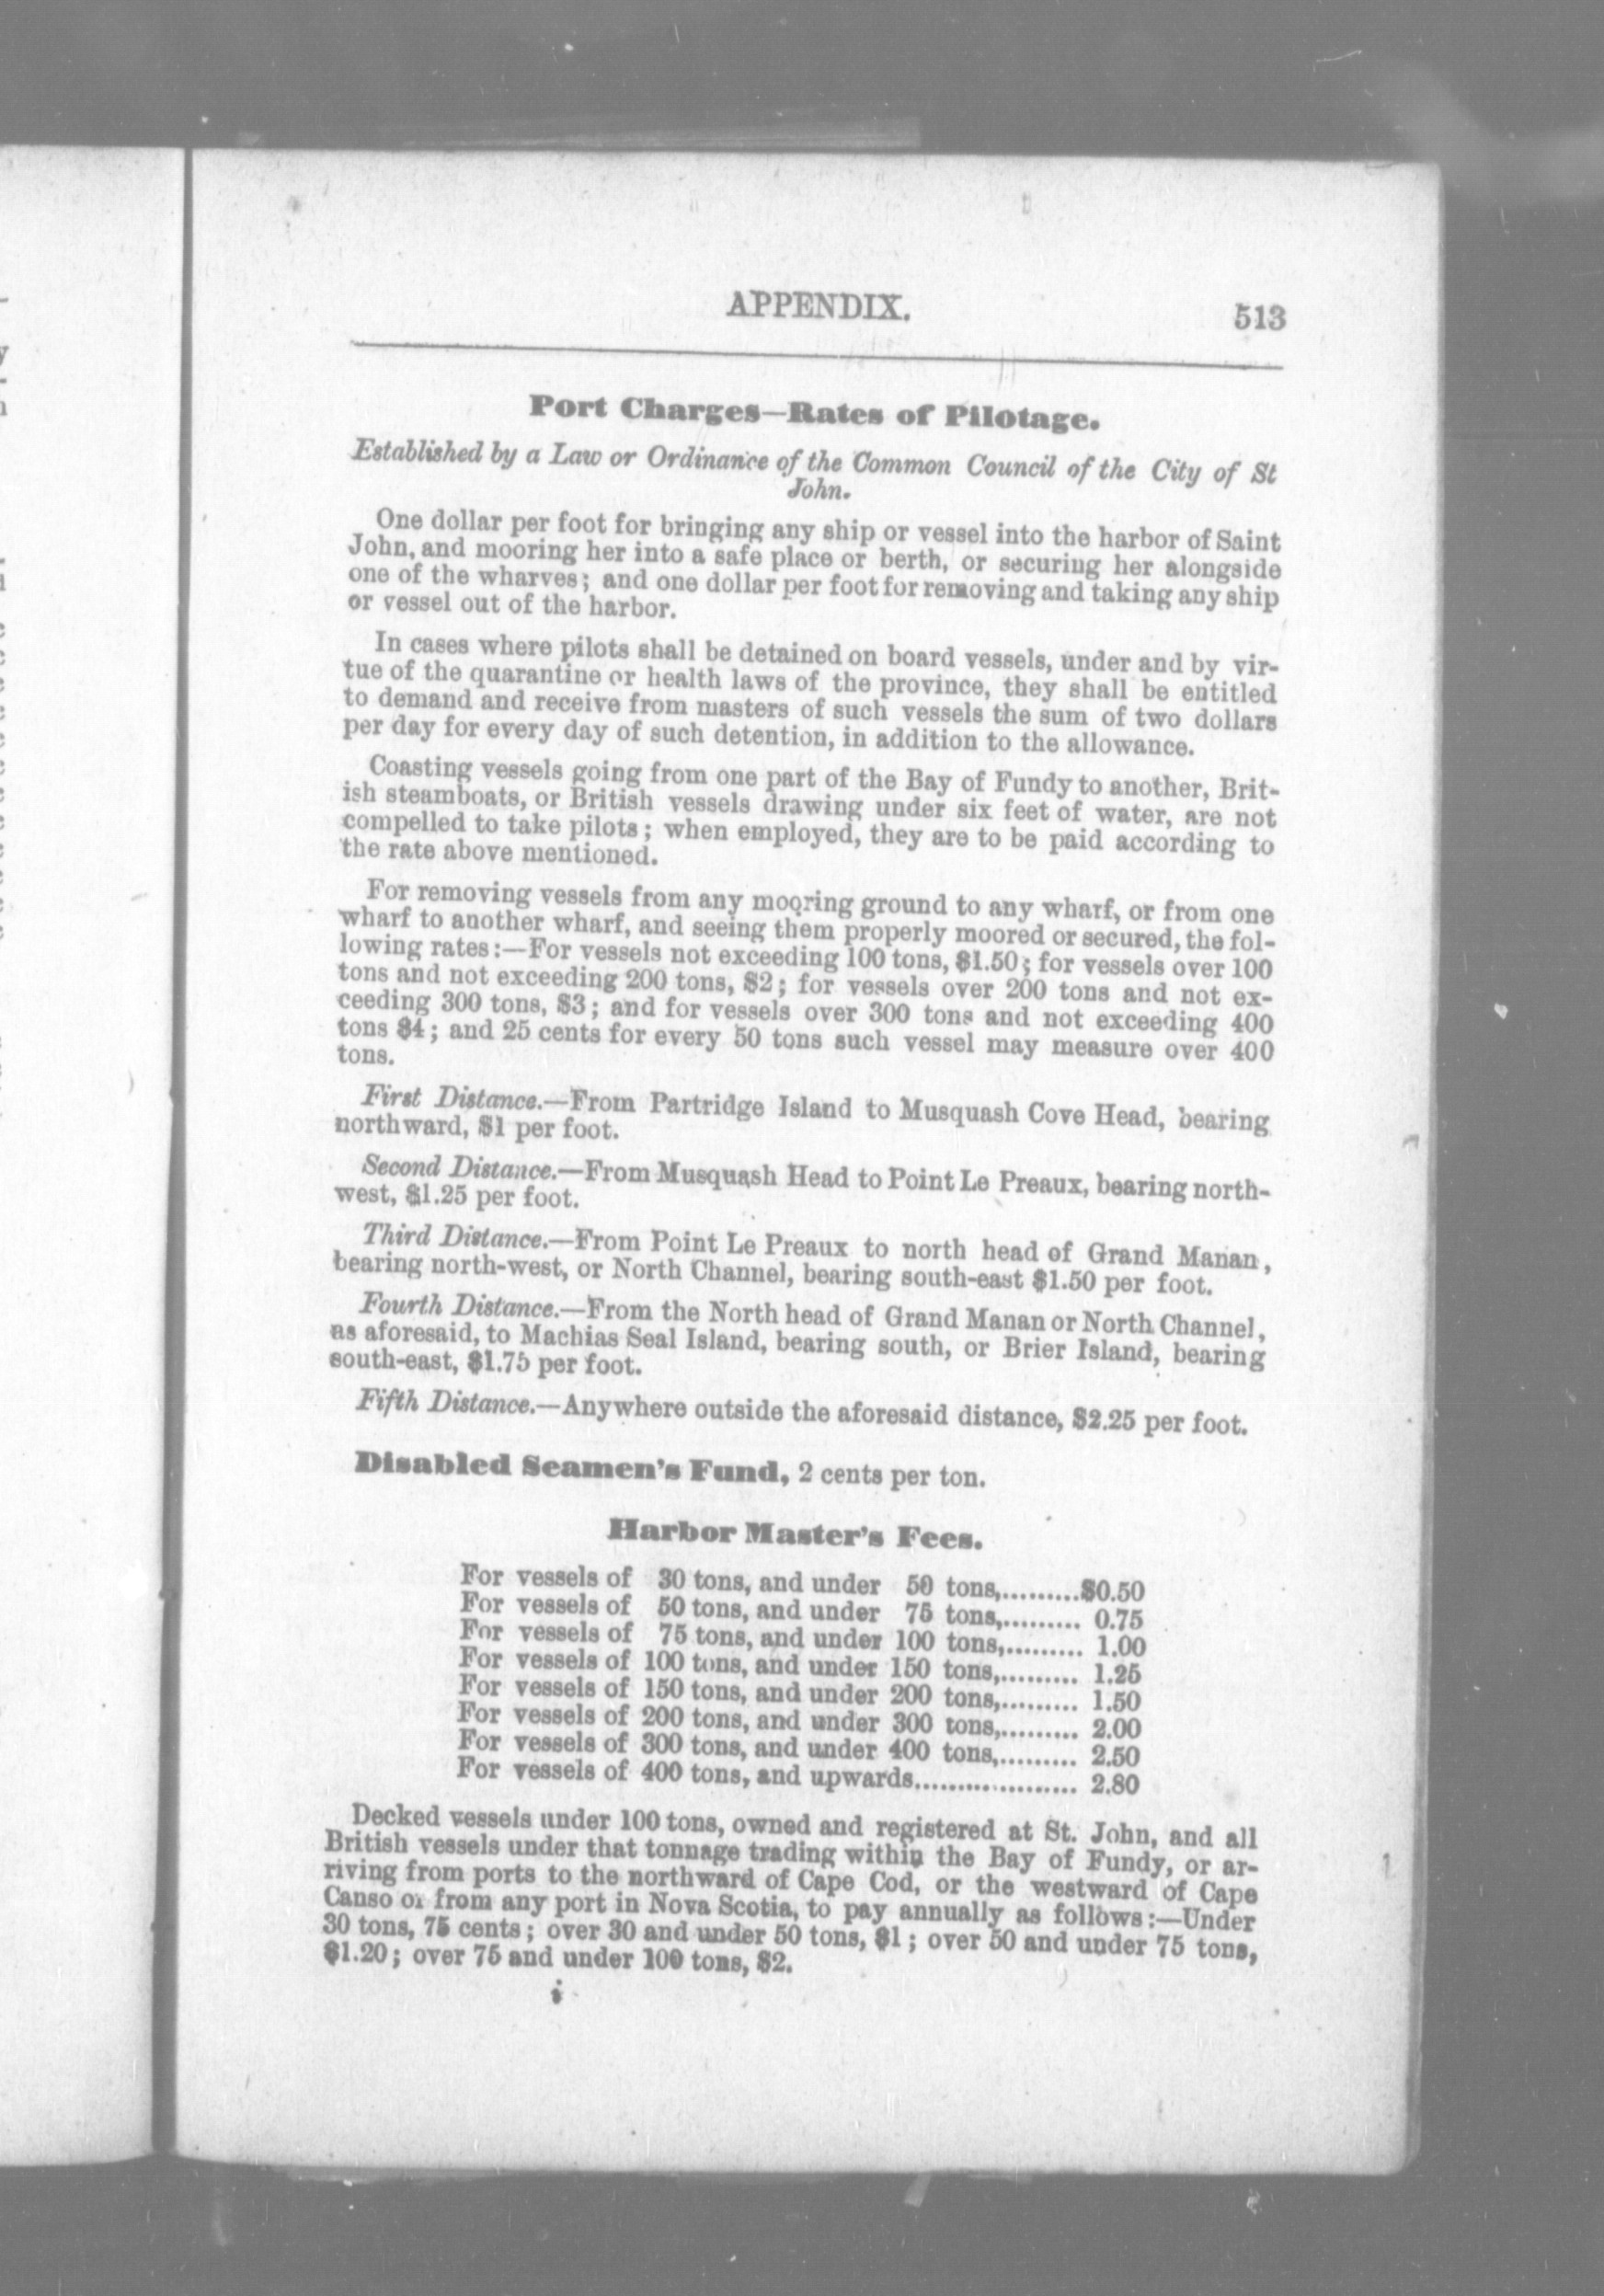 APPENDIX.
513
Port Charges—Rates of Pilotage.
Established by a Law or Ordinance of the Common Council of the City of St
John.
One dollar per foot for bringing any ship or vessel into the harbor of Saint
John, and mooring her into a safe place or berth, or securing her alongside
one of the wharves; and one dollar per foot for removing and taking any ship
or vessel out of the harbor.
In cases where pilots shall be detained on board vessels, under and by vir-
tue of the quarantine or health laws of the province, they shall be entitled
to demand and receive from masters of such vessels the sum of two dollars
per day for every day of such detention, in addition to the allowance.
Coasting vessels going from one part of the Bay of Fundy to another, Brit-
ish steamboats, or British vessels drawing under six feet of water, are not
compelled to take pilots; when employed, they are to be paid according to
the rate above mentioned.
For removing vessels from any mooring ground to any wharf, or from one
wharf to another wharf, and seeing them properly moored or secured, the fol-
lowing rates:—For vessels not exceeding 100 tons, $1.50; for vessels over 100
tons and not exceeding 200 tons, $2; for vessels over 200 tons and not ex-
ceeding 300 tons, $3; and for vessels over 300 tons and not exceeding 400
tons $4; and 25 cents for every 50 tons such vessel may measure over 400
tons.
First Distance.—From Partridge Island to Musquash Cove Head, bearing
northward, $1 per foot.
Second Distance.—From Musquash Head to Point Le Preaux, bearing north-
west, $1.25 per foot.
Third Distance.—From Point Le Preaux to north head of Grand Manan,
bearing north-west, or North Channel, bearing south-east $1.50 per foot.
Fourth Distance.—From the North head of Grand Manan or North Channel,
as aforesaid, to Machias Seal Island, bearing south, or Brier Island, bearing
south-east, $1.75 per foot.
Fifth Distance.—Anywhere outside the aforesaid distance, $2.25 per foot.
Disabled Seamen's Fund, 2 cents per ton.
Harbor Master's Fees.
For vessels of 30 tons, and under 50 tons,.........$0.50
For vessels of 50 tons, and under 75 tons,......... 0.75
For vessels of 75 tons, and under 100 tons,......... 1.00
For vessels of 100 tons, and under 150 tons,......... 1.25
For vessels of 150 tons, and under 200 tons,......... 1.50
For vessels of 200 tons, and under 300 tons,......... 2.00
For vessels of 300 tons, and under 400 tons,......... 2.50
For vessels of 400 tons, and upwards................... 2.80
Decked vessels under 100 tons, owned and registered at St. John, and all
British vessels under that tonnage trading within the Bay of Fundy, or ar-
riving from ports to the northward of Cape Cod, or the westward of Cape
Canso or from any port in Nova Scotia, to pay annually as follows:—Under
30 tons, 75 cents; over 30 and under 50 tons, $1; over 50 and under 75 tons,
$1.20; over 75 and under 100 tons, $2.